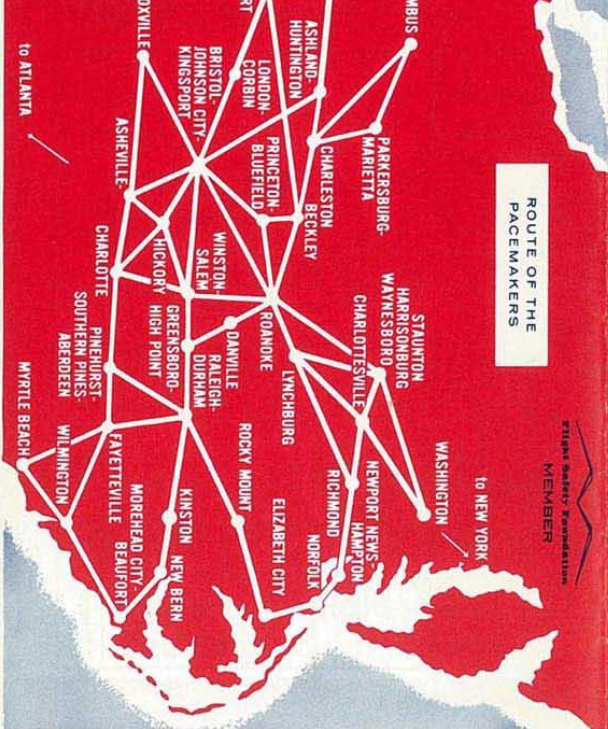 ROUTE OF THE
PACEMAKERS
Flight Safety Foundation
MEMBER
to NEW YORK
WASHINGTON
STAUNTON
HARRISONBURG
WAYNESBORO
CHARLOTTESVILLE
PARKERSBURG-
MARIETTA
MBUS
ASHLAND-
HUNTINGTON
CHARLESTON
BECKLEY
PRINCETON-
BLUEFIELD
LONDON-
CORBIN
RT
BRISTOL-
JOHNSON CITY-
KINGSPORT
OXVILLE
to ATLANTA
ASHEVILLE
HICKORY
CHARLOTTE
WINSTON-
SALEM
GREENSBORO-
HIGH POINT
ROANOKE
DANVILLE
LYNCHBURG
RALEIGH-
DURHAM
RICHMOND
NEWPORT NEWS-
HAMPTON
NORFOLK
ELIZABETH CITY
ROCKY MOUNT
KINSTON
NEW BERN
MOREHEAD CITY-
BEAUFORT
PINEHURST-
SOUTHERN PINES-
ABERDEEN
FAYETTEVILLE
WILMINGTON
MYRTLE BEACH